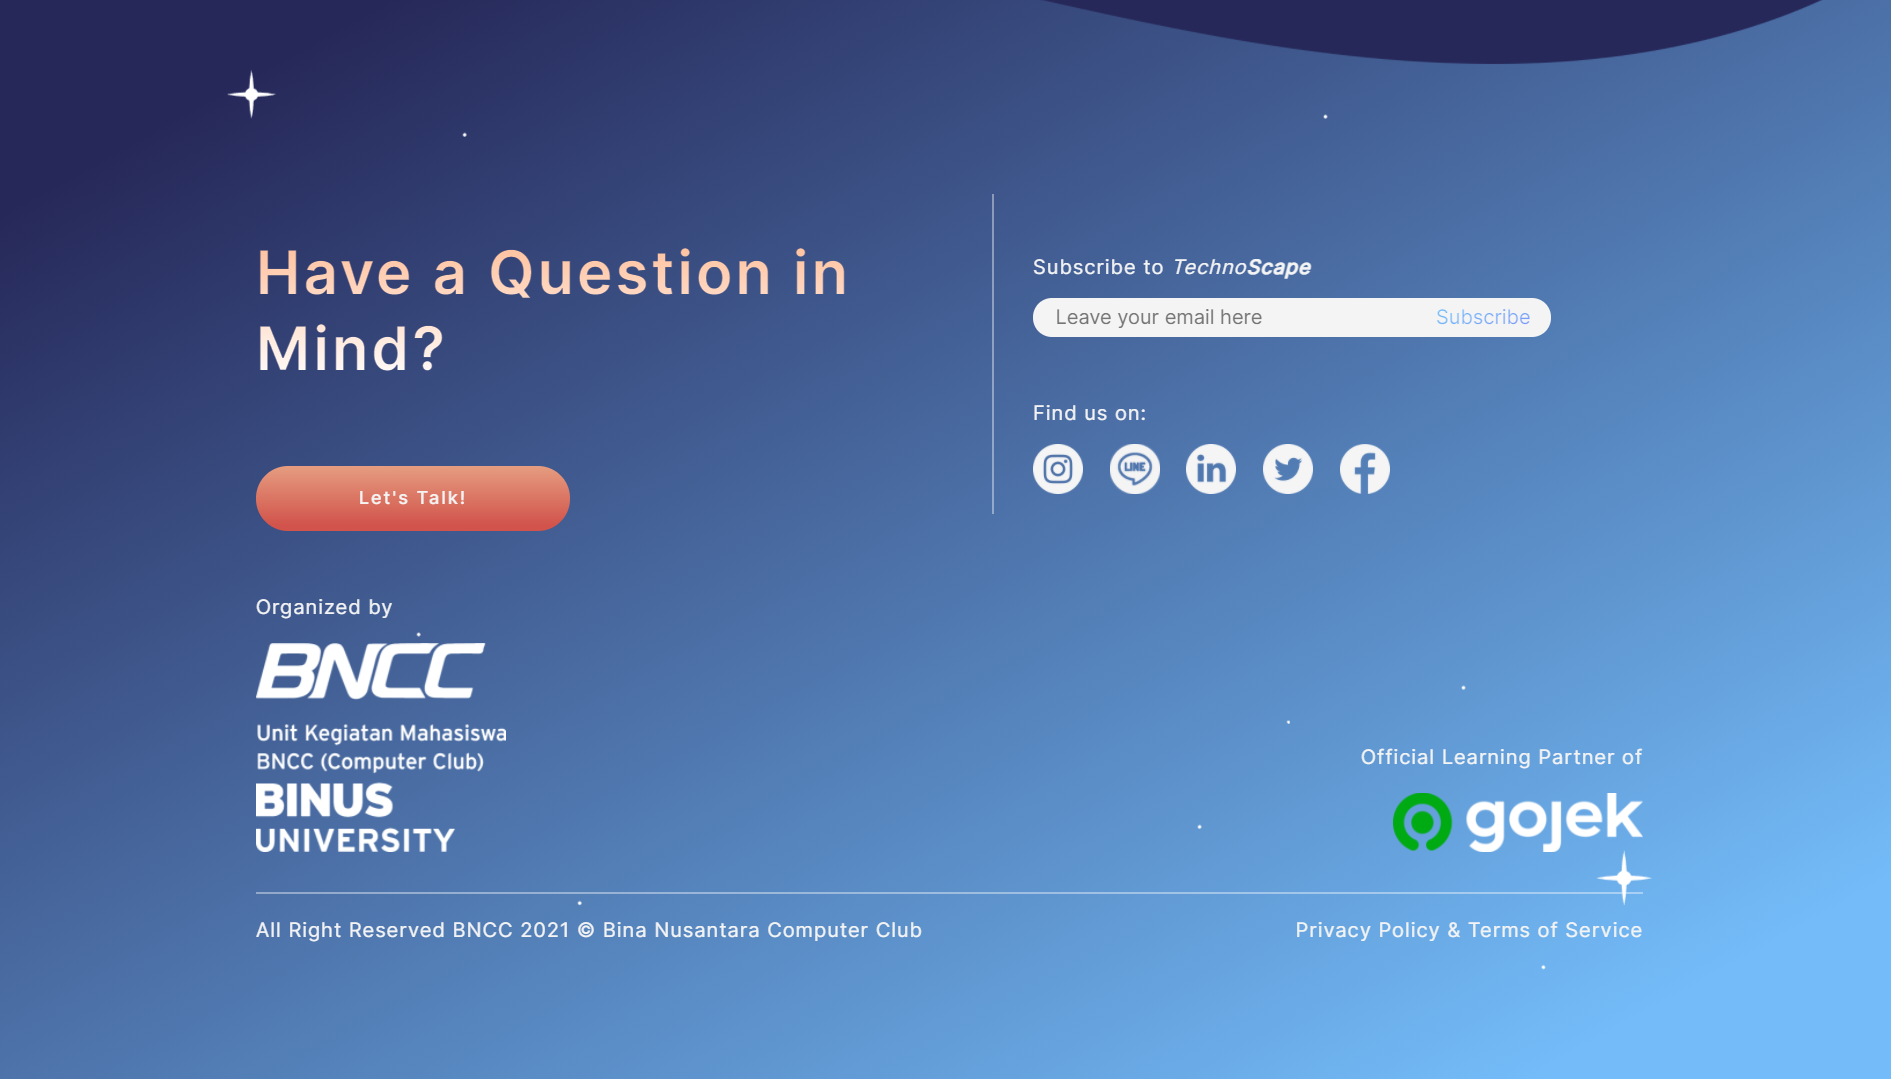 Have a Question in
Mind?
Let's Talk!
Subscribe to TechnoScape
Leave your email here
Subscribe
Find us on:
LINE
in
Organized by
BNCC
Unit Kegiatan Mahasiswa
BNCC (Computer Club)
BINUS
UNIVERSITY
Official Learning Partner of
gojek
All Right Reserved BNCC 2021 © Bina Nusantara Computer Club
Privacy Policy & Terms of Service